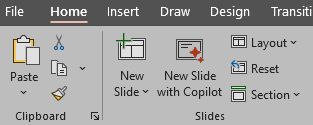 File Home Insert Draw Design Transiti
Paste
Clipboard
New
Slide
New Slide
with Copilot
Layout
Reset
Section
Slides